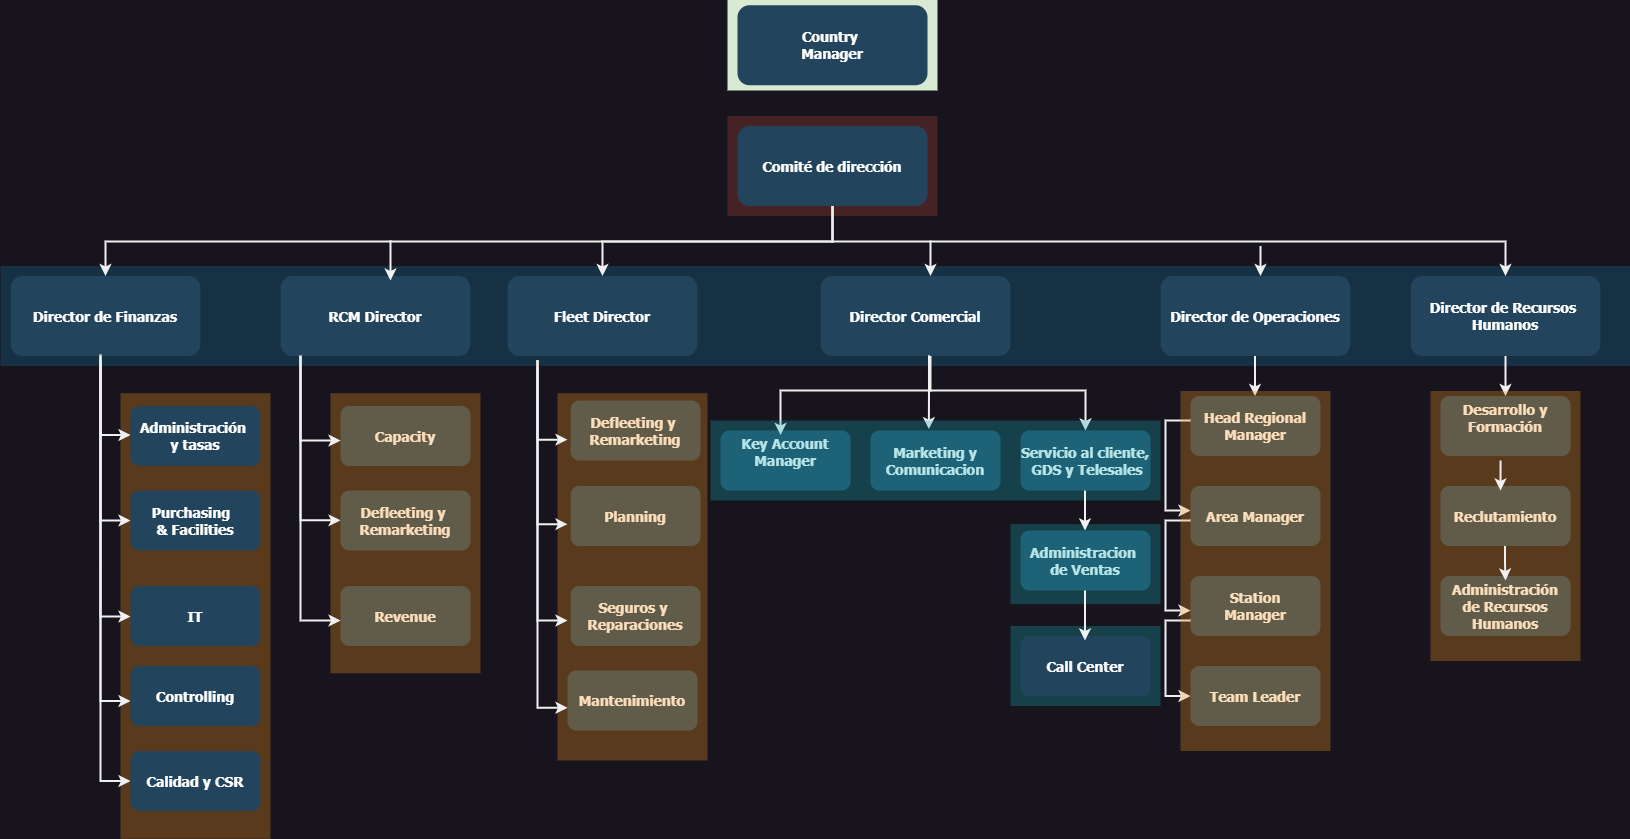 Country
Manager
Comité de dirección
Director de Finanzas
RCM Director
Fleet Director
Director Comercial
Director de Operaciones
Director de Recursos
Humanos
Administración
y tasas
Purchasing
& Facilities
IT
Controlling
Calidad y CSR
Capacity
Defleeting y
Remarketing
Revenue
Defleeting y
Remarketing
Planning
Seguros y
Reparaciones
Mantenimiento
Key Account
Manager
Marketing y
Comunicacion
Servicio al cliente,
GDS y Telesales
Administracion
de Ventas
Call Center
Head Regional
Manager
Area Manager
Station
Manager
Team Leader
Desarrollo y
Formación
Reclutamiento
Administración
de Recursos
Humanos